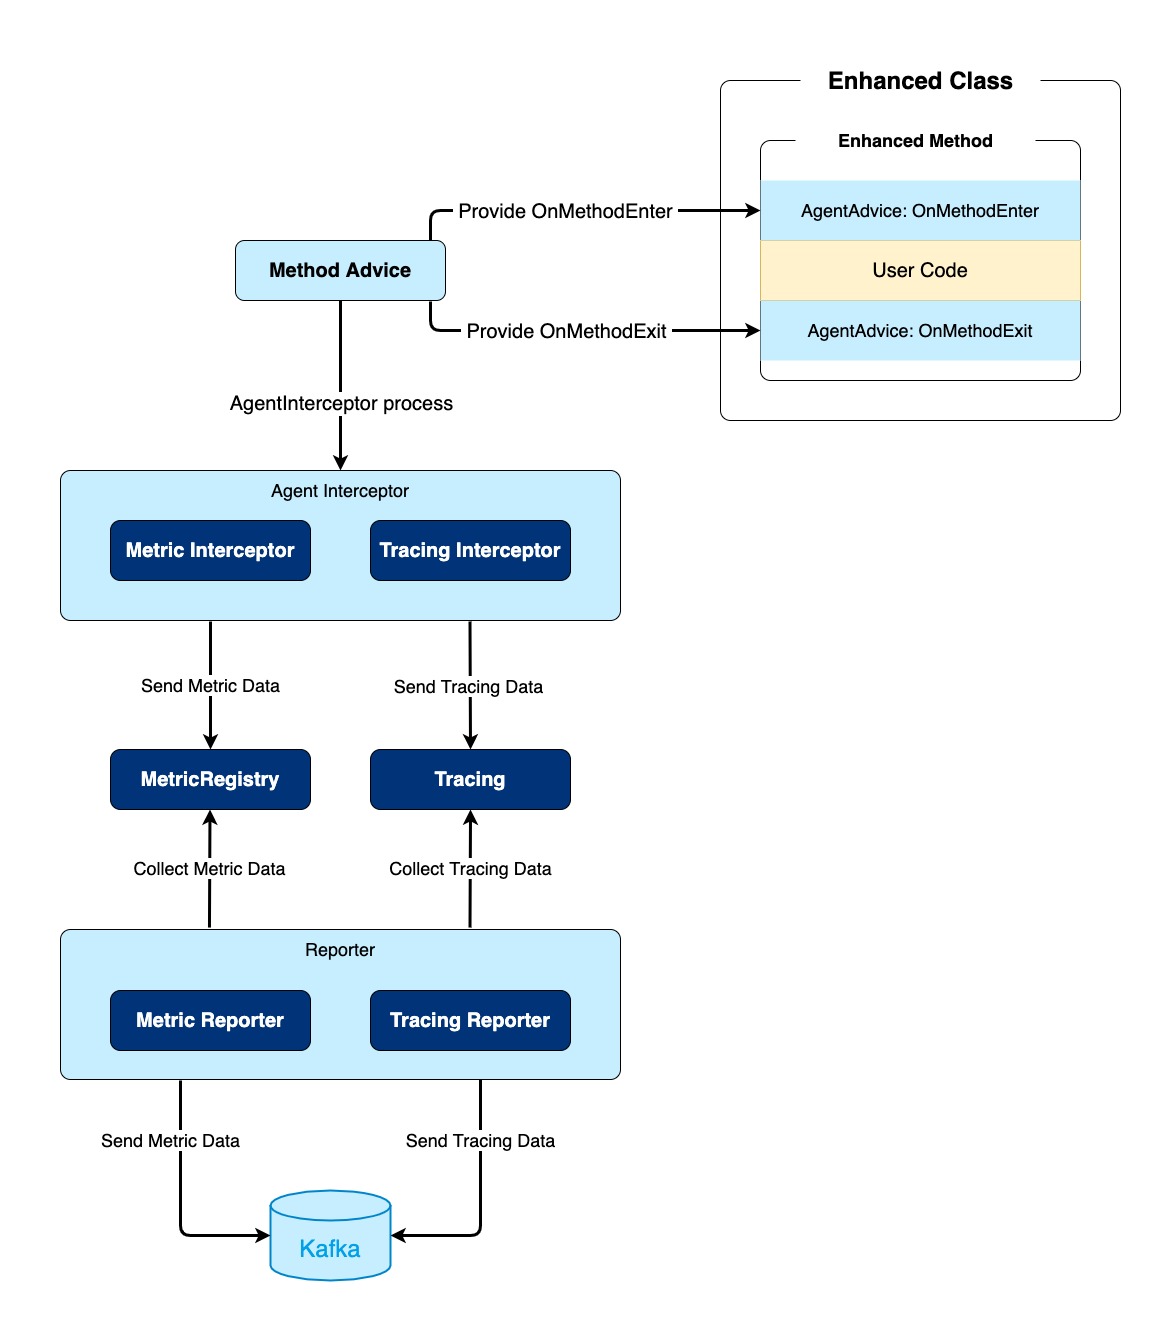 Enhanced Class
Enhanced Method
Provide OnMethodEnter
AgentAdvice: OnMethodEnter
Method Advice
User Code
Provide OnMethodExit
AgentAdvice: OnMethodExit
AgentInterceptor process
Agent Interceptor
Metric Interceptor
Tracing Interceptor
Send Metric Data
Send Tracing Data
MetricRegistry
Tracing
Collect Metric Data
Collect Tracing Data
Reporter
Metric Reporter
Tracing Reporter
Send Metric Data
Send Tracing Data
Kafka